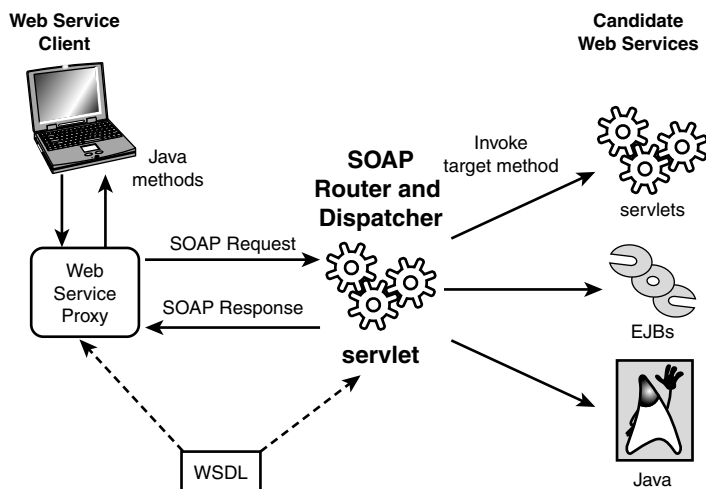 Web Service
Client
Candidate
Web Services
Java
methods
SOAP
Router and
Dispatcher
Invoke
target method
servlets
SOAP Request
Web
Service
Proxy
SOAP Response
servlet
EJBs
WSDL
Java